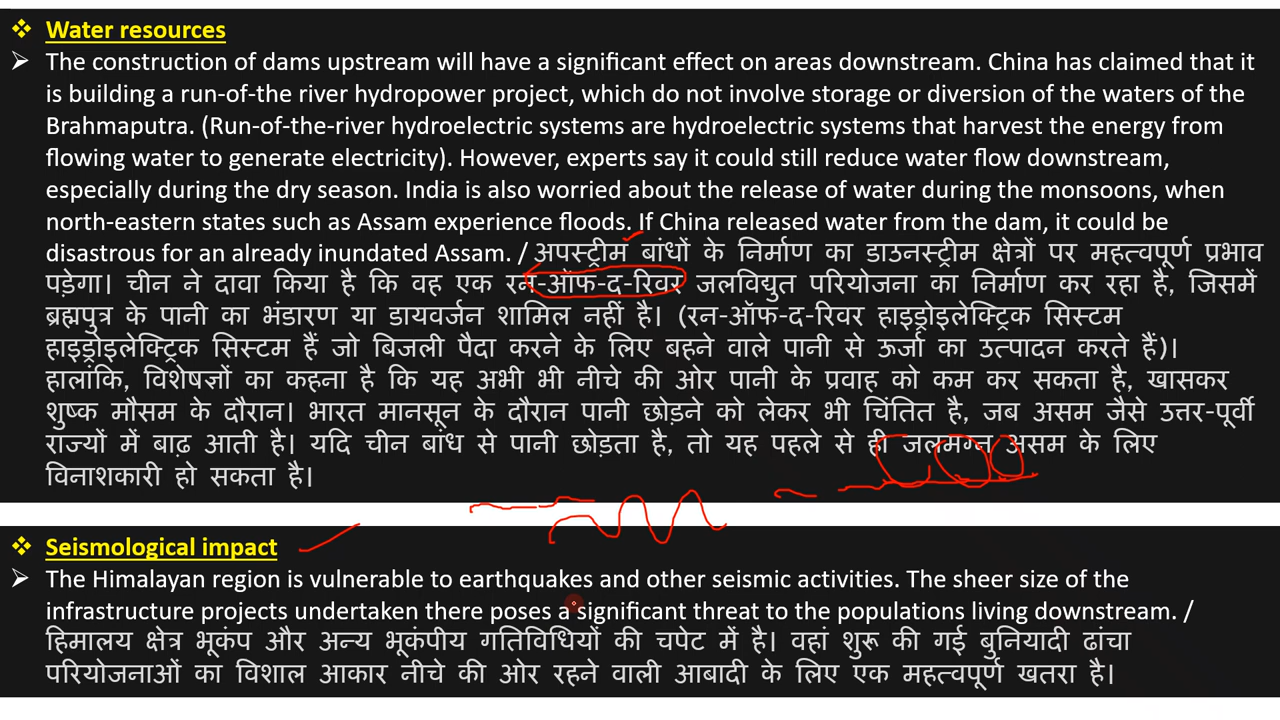 ❖ Water resources
➢ The construction of dams upstream will have a significant effect on areas downstream. China has claimed that it
is building a run-of-the river hydropower project, which do not involve storage or diversion of the waters of the
Brahmaputra. (Run-of-the-river hydroelectric systems are hydroelectric systems that harvest the energy from
flowing water to generate electricity). However, experts say it could still reduce water flow downstream,
especially during the dry season. India is also worried about the release of water during the monsoons, when
north-eastern states such as Assam experience floods. If China released water from the dam, it could be
disastrous for an already inundated Assam. / अपस्ट्रीम बांधों के निर्माण का डाउनस्ट्रीम क्षेत्रों पर महत्वपूर्ण प्रभाव
पड़ेगा। चीन ने दावा किया है कि वह एक रन-ऑफ-द-रिवर जलविद्युत परियोजना का निर्माण कर रहा है, जिसमें
ब्रह्मपुत्र के पानी का भंडारण या डायवर्जन शामिल नहीं है। (रन-ऑफ-द-रिवर हाइड्रोइलेक्ट्रिक सिस्टम
हाइड्रोइलेक्ट्रिक सिस्टम हैं जो बिजली पैदा करने के लिए बहने वाले पानी से ऊर्जा का उत्पादन करते हैं)।
हालांकि, विशेषज्ञों का कहना है कि यह अभी भी नीचे की ओर पानी के प्रवाह को कम कर सकता है, खासकर
शुष्क मौसम के दौरान। भारत मानसून के दौरान पानी छोड़ने को लेकर भी चिंतित है, जब असम जैसे उत्तर-पूर्वी
राज्यों में बाढ़ आती है। यदि चीन बांध से पानी छोड़ता है, तो यह पहले से ही जलमग्न असम के लिए
विनाशकारी हो सकता है।
❖ Seismological impact
➢ The Himalayan region is vulnerable to earthquakes and other seismic activities. The sheer size of the
infrastructure projects undertaken there poses a significant threat to the populations living downstream. /
हिमालय क्षेत्र भूकंप और अन्य भूकंपीय गतिविधियों की चपेट में है। वहां शुरू की गई बुनियादी ढांचा
परियोजनाओं का विशाल आकार नीचे की ओर रहने वाली आबादी के लिए एक महत्वपूर्ण खतरा है।